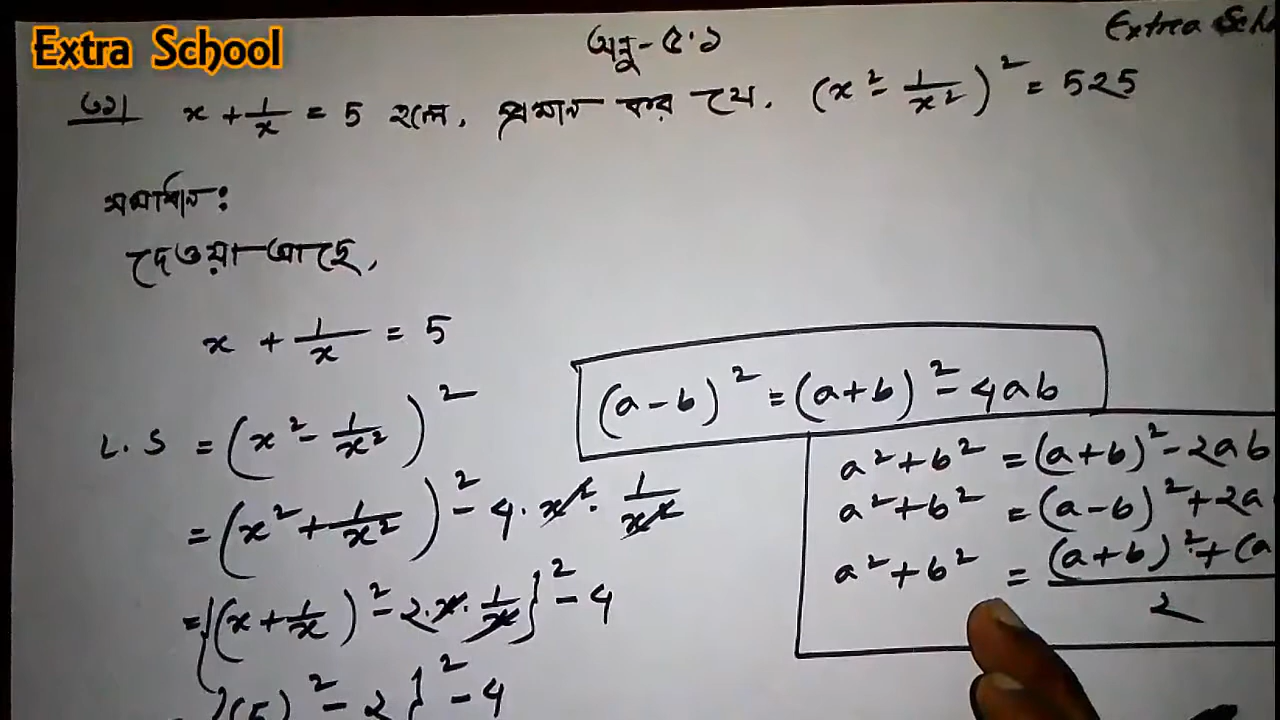 Extra School
অনু - ৫.১
Extra Sch
৩১| x + 1/x = 5 হলে, প্রমান কর যে, (x² - 1/x²)² = 525
সমাধান:
দেওয়া আছে,
x + 1/x = 5
L.S = (x² - 1/x²)²
= (x² + 1/x²)² - 4 · x² · 1/x²
= {(x + 1/x)² - 2 · x · 1/x}² - 4
{(5)² - 2}² - 4
(a - b)² = (a + b)² - 4ab
a² + b² = (a + b)² - 2ab
a² + b² = (a - b)² + 2a
a² + b² = (a + b)² + (a
2